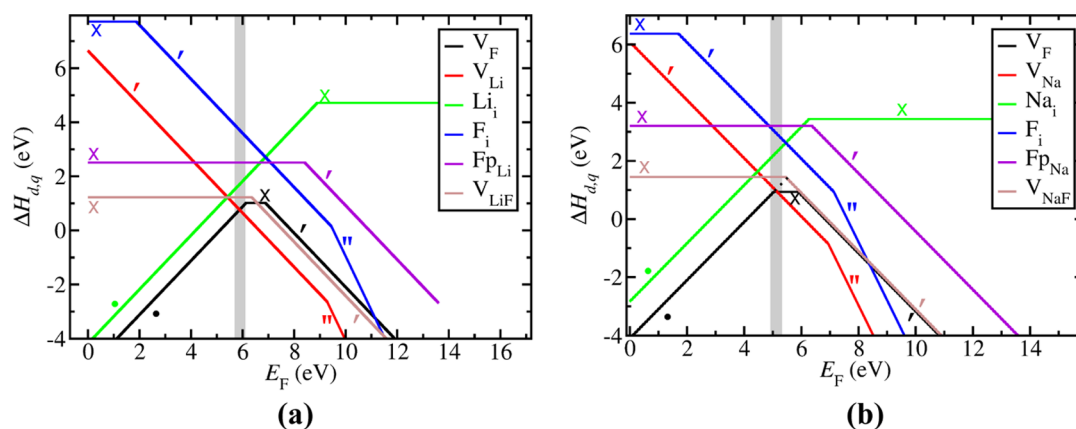 X
′
6
V_F
V_Li
Li_i
F_i
Fp_Li
V_LiF
4
X
X
2
′
X
X
0
′
″
-2
″
′
-4
0 2 4 6 8 10 12 14 16
ΔH_{d,q} (eV)
E_F (eV)
(a)
X
′
6
V_F
V_Na
Na_i
F_i
Fp_Na
V_NaF
′
4
X
X
2
X
′
X
″
0
-2
″
′
′
-4
0 2 4 6 8 10 12 14
ΔH_{d,q} (eV)
E_F (eV)
(b)